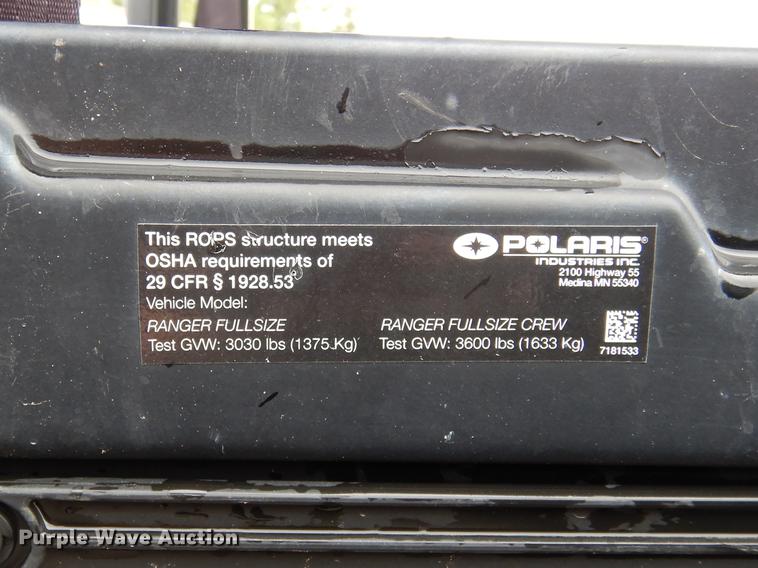 This ROPS structure meets
OSHA requirements of
29 CFR § 1928.53
Vehicle Model:
POLARIS®
INDUSTRIES INC.
2100 Highway 55
Medina MN 55340
RANGER FULLSIZE
Test GVW: 3030 lbs (1375 Kg)
RANGER FULLSIZE CREW
Test GVW: 3600 lbs (1633 Kg)
7181533
Purple Wave Auction